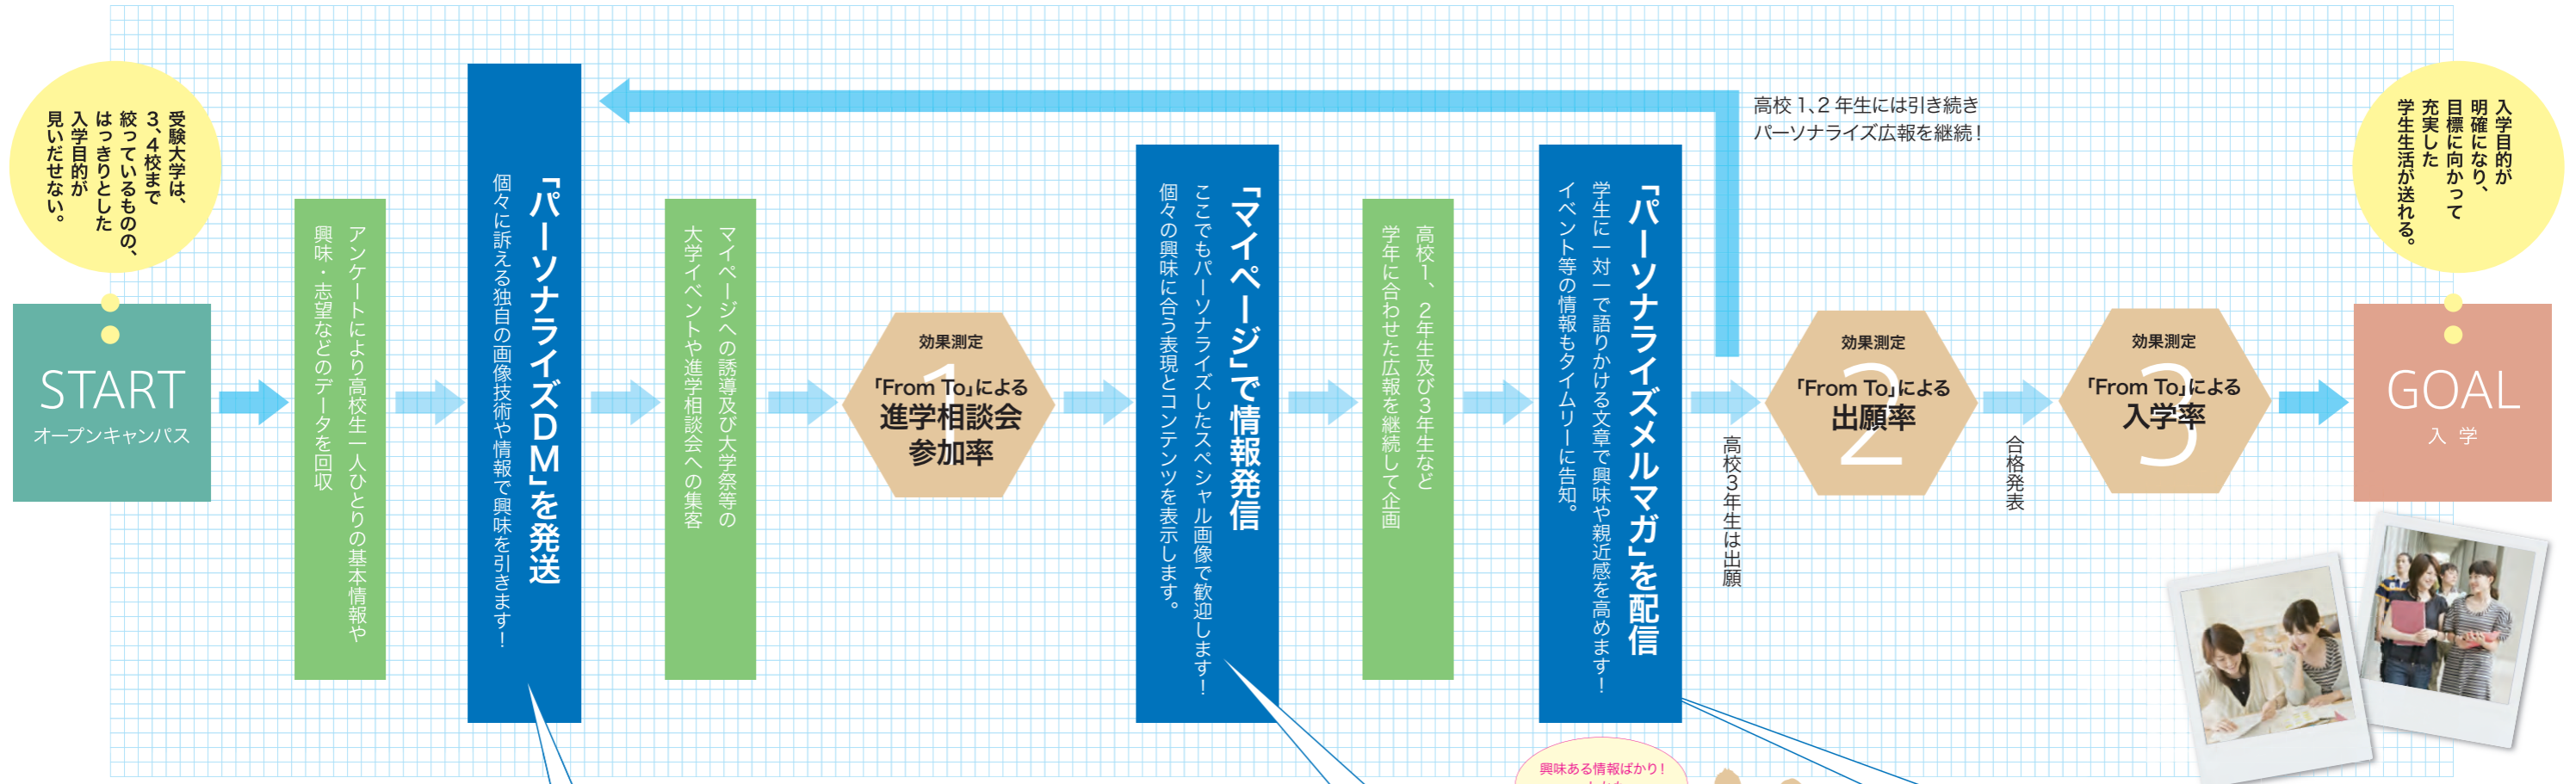 受験大学は、
3、4校まで
絞っているものの、
はっきりとした
入学目的が
見いだせない。
START
オープンキャンパス
アンケートにより高校生一人ひとりの基本情報や
興味・志望などのデータを回収
「パーソナライズDM」を発送
個々に訴える独自の画像技術や情報で興味を引きます！
マイページへの誘導及び大学祭等の
大学イベントや進学相談会への集客
効果測定
1
「From To」による
進学相談会
参加率
「マイページ」で情報発信
ここでもパーソナライズしたスペシャル画像で歓迎します！
個々の興味に合う表現とコンテンツを表示します。
高校1、2年生及び3年生など
学年に合わせた広報を継続して企画
「パーソナライズメルマガ」を配信
学生に一対一で語りかける文章で興味や親近感を高めます！
イベント等の情報もタイムリーに告知。
高校1、2年生には引き続き
パーソナライズ広報を継続！
高校3年生は出願
効果測定
2
「From To」による
出願率
合格発表
効果測定
3
「From To」による
入学率
入学目的が
明確になり、
目標に向かって
充実した
学生生活が送れる。
GOAL
入 学
興味ある情報ばかり！